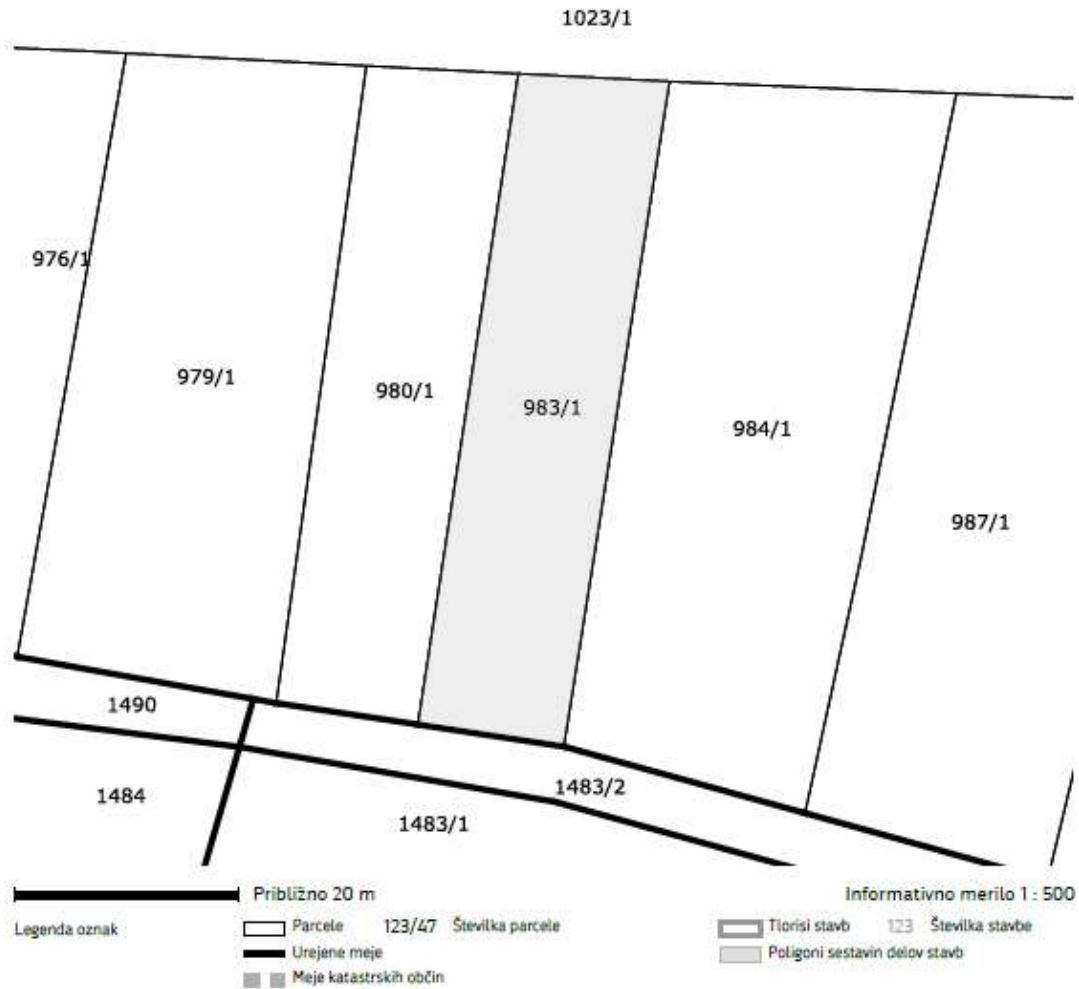 1023/1
976/1
979/1
980/1
983/1
984/1
987/1
1490
1483/2
1484
1483/1
Približno 20 m
Informativno merilo 1 : 500
Legenda oznak
Parcele
123/47 Številka parcele
Tlorisi stavb
123 Številka stavbe
Urejene meje
Poligoni sestavin delov stavb
Meje katastrskih občin